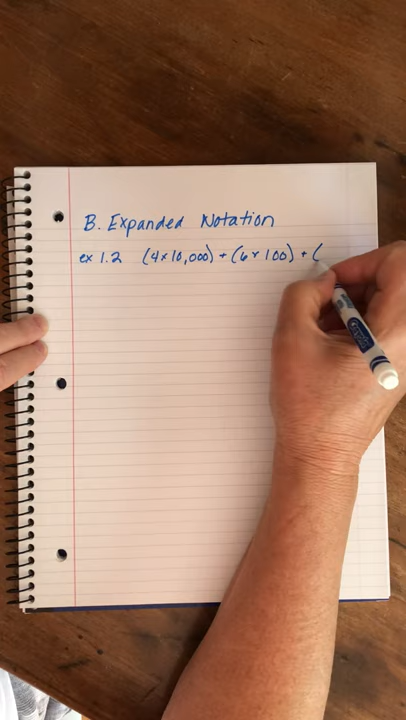 B. Expanded Notation
ex 1.2 (4×10,000) + (6×100) + (